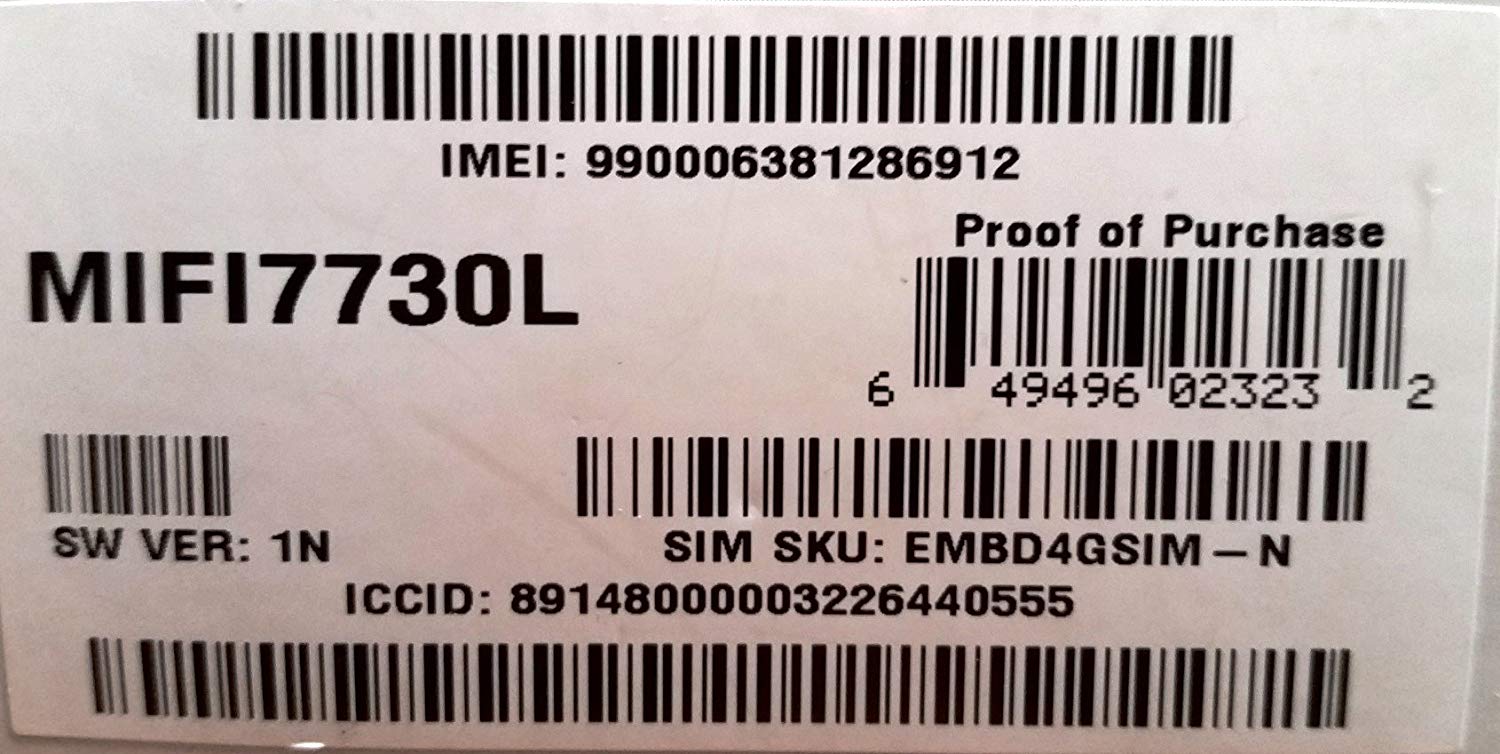 IMEI: 990006381286912
Proof of Purchase
MIFI7730L
6 49496 02323 2
SW VER: 1N
SIM SKU: EMBD4GSIM – N
ICCID: 89148000003226440555